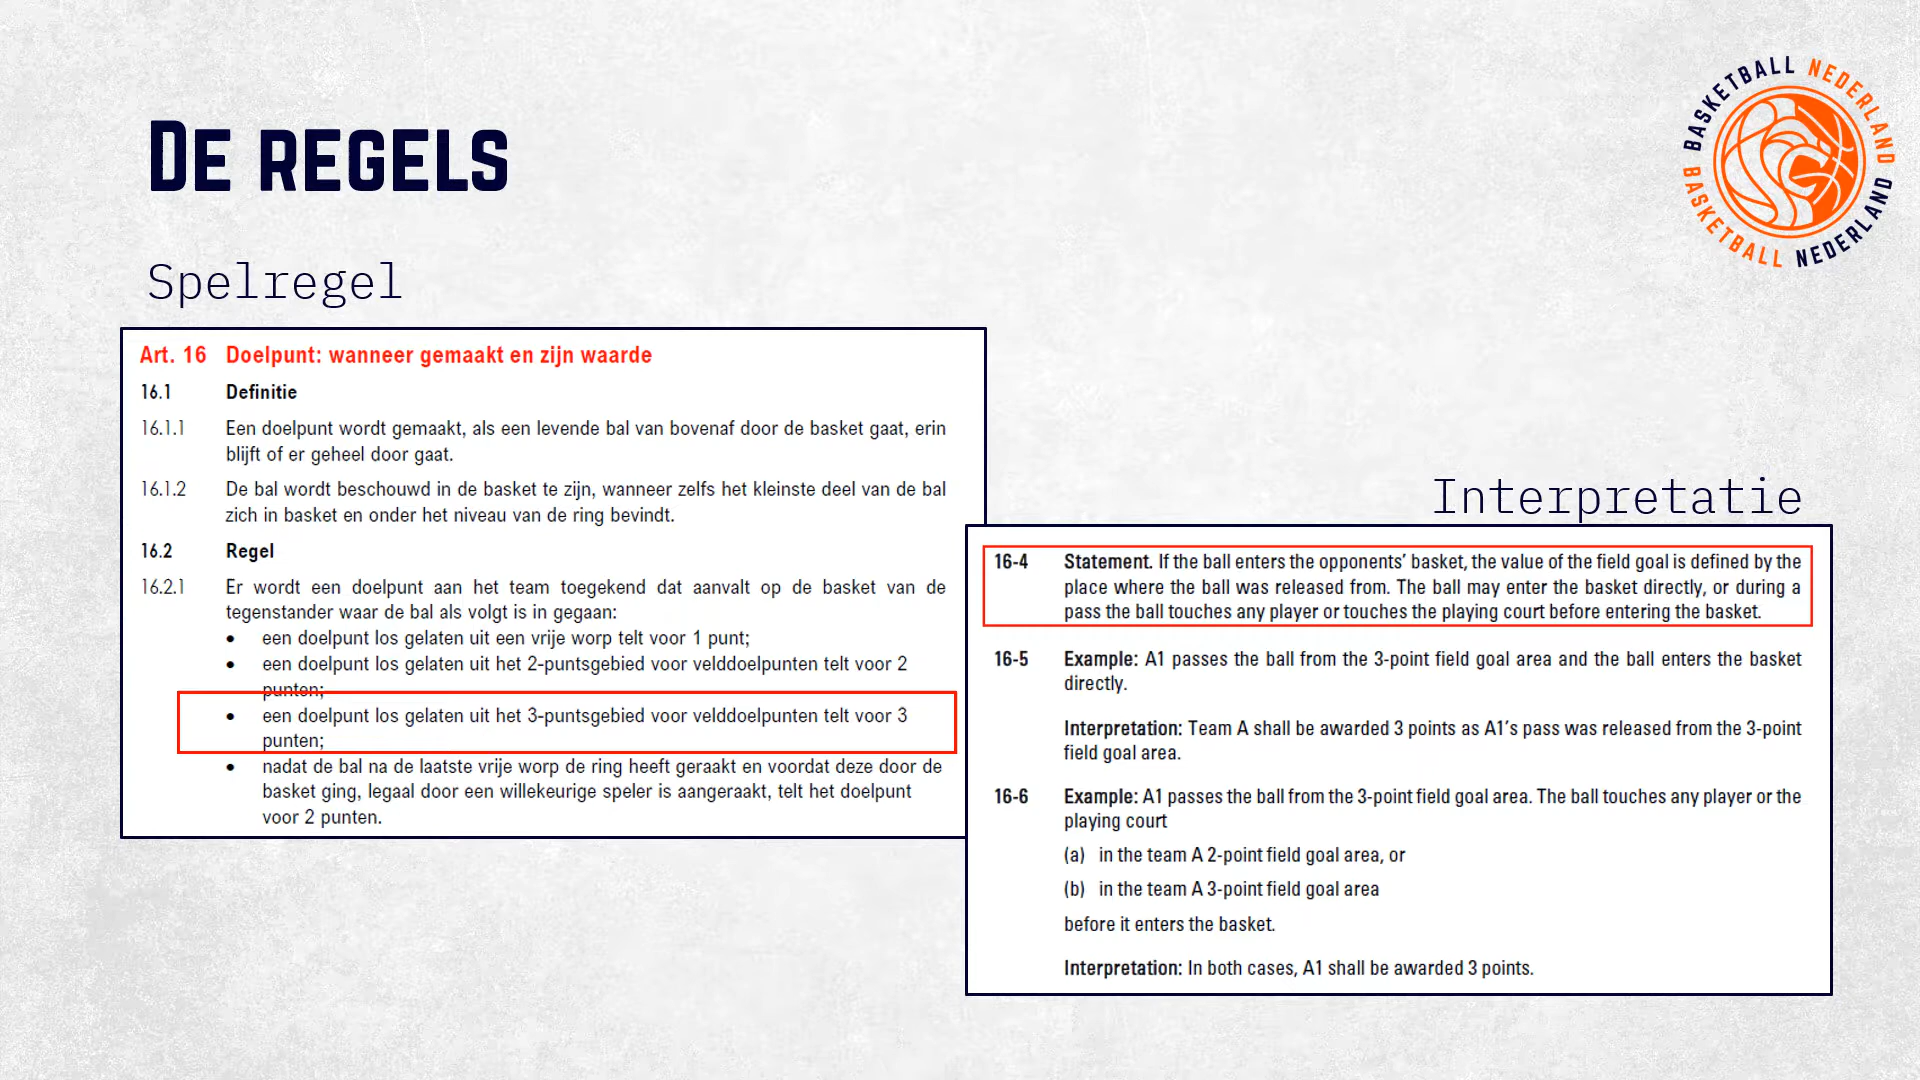 De regels
BASKETBALL NEDERLAND
BASKETBALL NEDERLAND
Spelregel
Art. 16 Doelpunt: wanneer gemaakt en zijn waarde
16.1 Definitie
16.1.1 Een doelpunt wordt gemaakt, als een levende bal van bovenaf door de basket gaat, erin
blijft of er geheel door gaat.
16.1.2 De bal wordt beschouwd in de basket te zijn, wanneer zelfs het kleinste deel van de bal
zich in basket en onder het niveau van de ring bevindt.
16.2 Regel
16.2.1 Er wordt een doelpunt aan het team toegekend dat aanvalt op de basket van de
tegenstander waar de bal als volgt is in gegaan:
• een doelpunt los gelaten uit een vrije worp telt voor 1 punt;
• een doelpunt los gelaten uit het 2-puntsgebied voor velddoelpunten telt voor 2
punten;
• een doelpunt los gelaten uit het 3-puntsgebied voor velddoelpunten telt voor 3
punten;
• nadat de bal na de laatste vrije worp de ring heeft geraakt en voordat deze door de
basket ging, legaal door een willekeurige speler is aangeraakt, telt het doelpunt
voor 2 punten.
Interpretatie
16-4 Statement. If the ball enters the opponents’ basket, the value of the field goal is defined by the
place where the ball was released from. The ball may enter the basket directly, or during a
pass the ball touches any player or touches the playing court before entering the basket.
16-5 Example: A1 passes the ball from the 3-point field goal area and the ball enters the basket
directly.
Interpretation: Team A shall be awarded 3 points as A1’s pass was released from the 3-point
field goal area.
16-6 Example: A1 passes the ball from the 3-point field goal area. The ball touches any player or the
playing court
(a) in the team A 2-point field goal area, or
(b) in the team A 3-point field goal area
before it enters the basket.
Interpretation: In both cases, A1 shall be awarded 3 points.